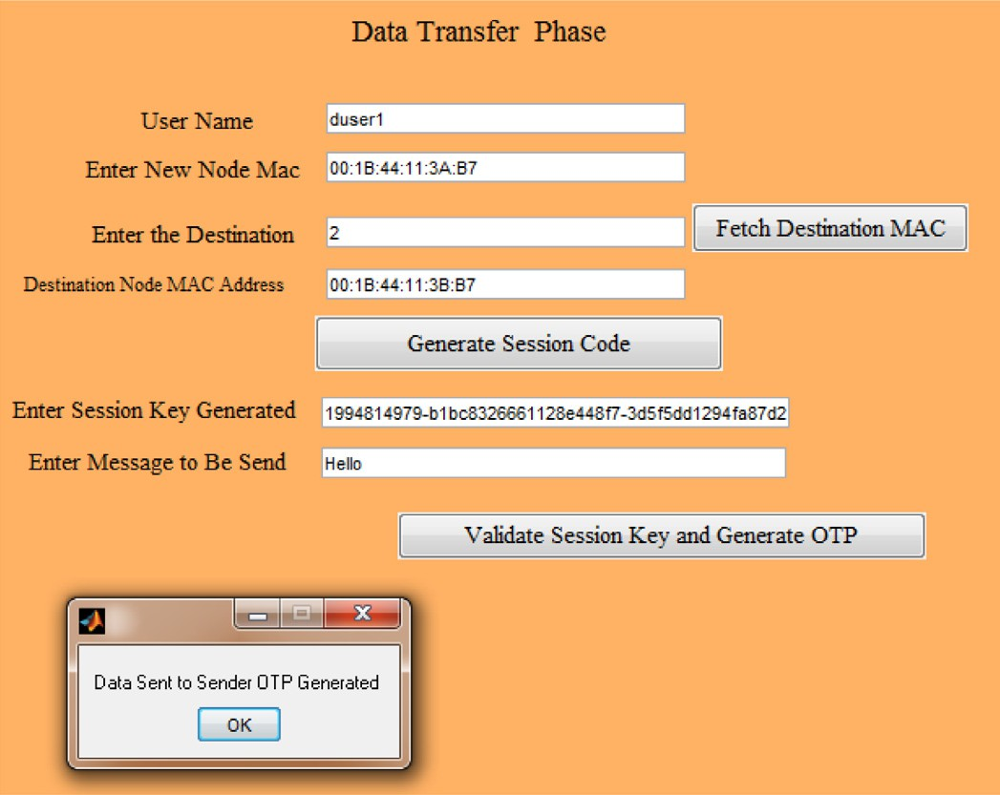 Data Transfer Phase
User Name duser1
Enter New Node Mac 00:1B:44:11:3A:B7
Enter the Destination 2 Fetch Destination MAC
Destination Node MAC Address 00:1B:44:11:3B:B7
Generate Session Code
Enter Session Key Generated 1994814979-b1bc8326661128e448f7-3d5f5dd1294fa87d2
Enter Message to Be Send Hello
Validate Session Key and Generate OTP
Data Sent to Sender OTP Generated
OK